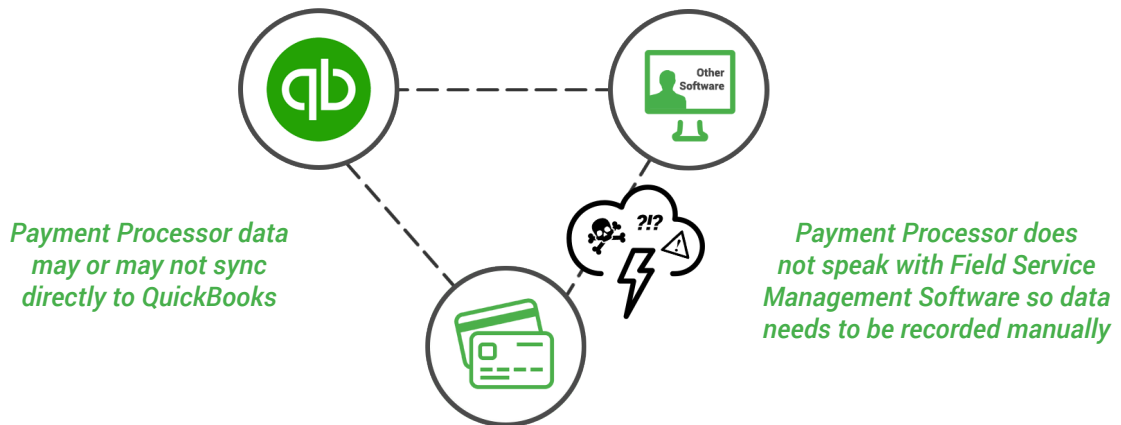 qb
Other
Software
?!?
!
Payment Processor data
may or may not sync
directly to QuickBooks
Payment Processor does
not speak with Field Service
Management Software so data
needs to be recorded manually